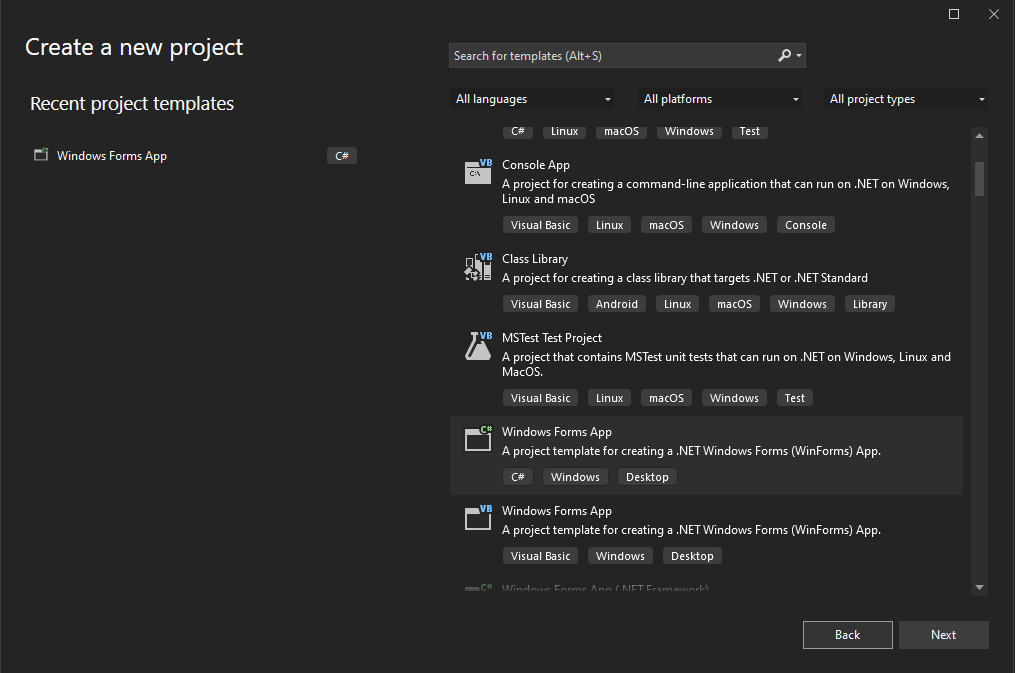 Create a new project
Search for templates (Alt+S)
Recent project templates
All languages
All platforms
All project types
Windows Forms App
C#
C#
Linux
macOS
Windows
Test
VB
C:\
Console App
A project for creating a command-line application that can run on .NET on Windows,
Linux and macOS
Visual Basic
Linux
macOS
Windows
Console
VB
Class Library
A project for creating a class library that targets .NET or .NET Standard
Visual Basic
Android
Linux
macOS
Windows
Library
VB
MSTest Test Project
A project that contains MSTest unit tests that can run on .NET on Windows, Linux and
MacOS.
Visual Basic
Linux
macOS
Windows
Test
C#
Windows Forms App
A project template for creating a .NET Windows Forms (WinForms) App.
C#
Windows
Desktop
VB
Windows Forms App
A project template for creating a .NET Windows Forms (WinForms) App.
Visual Basic
Windows
Desktop
C#
Windows Forms App (.NET Framework)
Back
Next